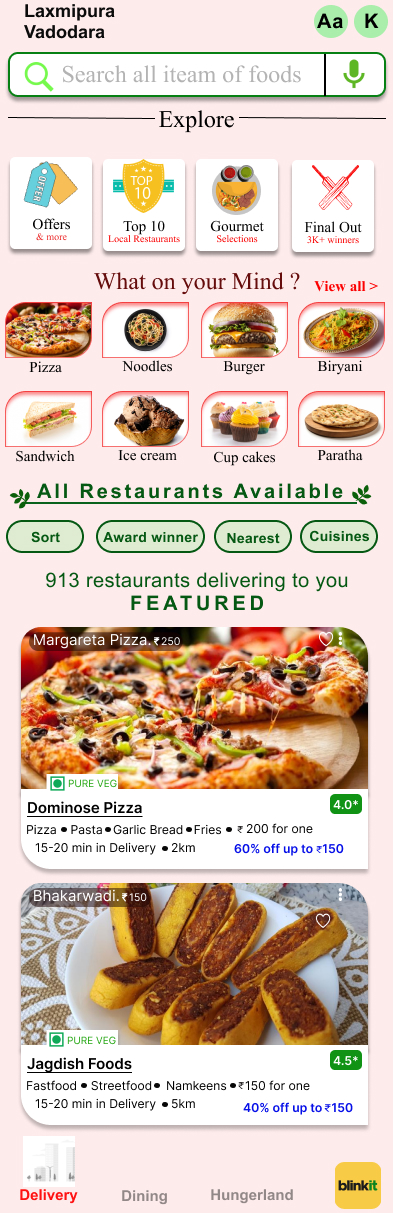 Laxmipura
Vadodara
Aa
K
Search all iteam of foods
Explore
OFFER
TOP
10
Offers
& more
Top 10
Local Restaurants
Gourmet
Selections
Final Out
3K+ winners
What on your Mind ?
View all >
Pizza
Noodles
Burger
Biryani
Sandwich
Ice cream
Cup cakes
Paratha
All Restaurants Available
Sort
Award winner
Nearest
Cuisines
913 restaurants delivering to you
FEATURED
Margareta Pizza.₹250
PURE VEG
Dominose Pizza
4.0*
Pizza • Pasta • Garlic Bread • Fries • ₹ 200 for one
15-20 min in Delivery • 2km
60% off up to ₹150
Bhakarwadi.₹150
PURE VEG
Jagdish Foods
4.5*
Fastfood • Streetfood • Namkeens • ₹150 for one
15-20 min in Delivery • 5km
40% off up to ₹150
Delivery
Dining
Hungerland
blinkit